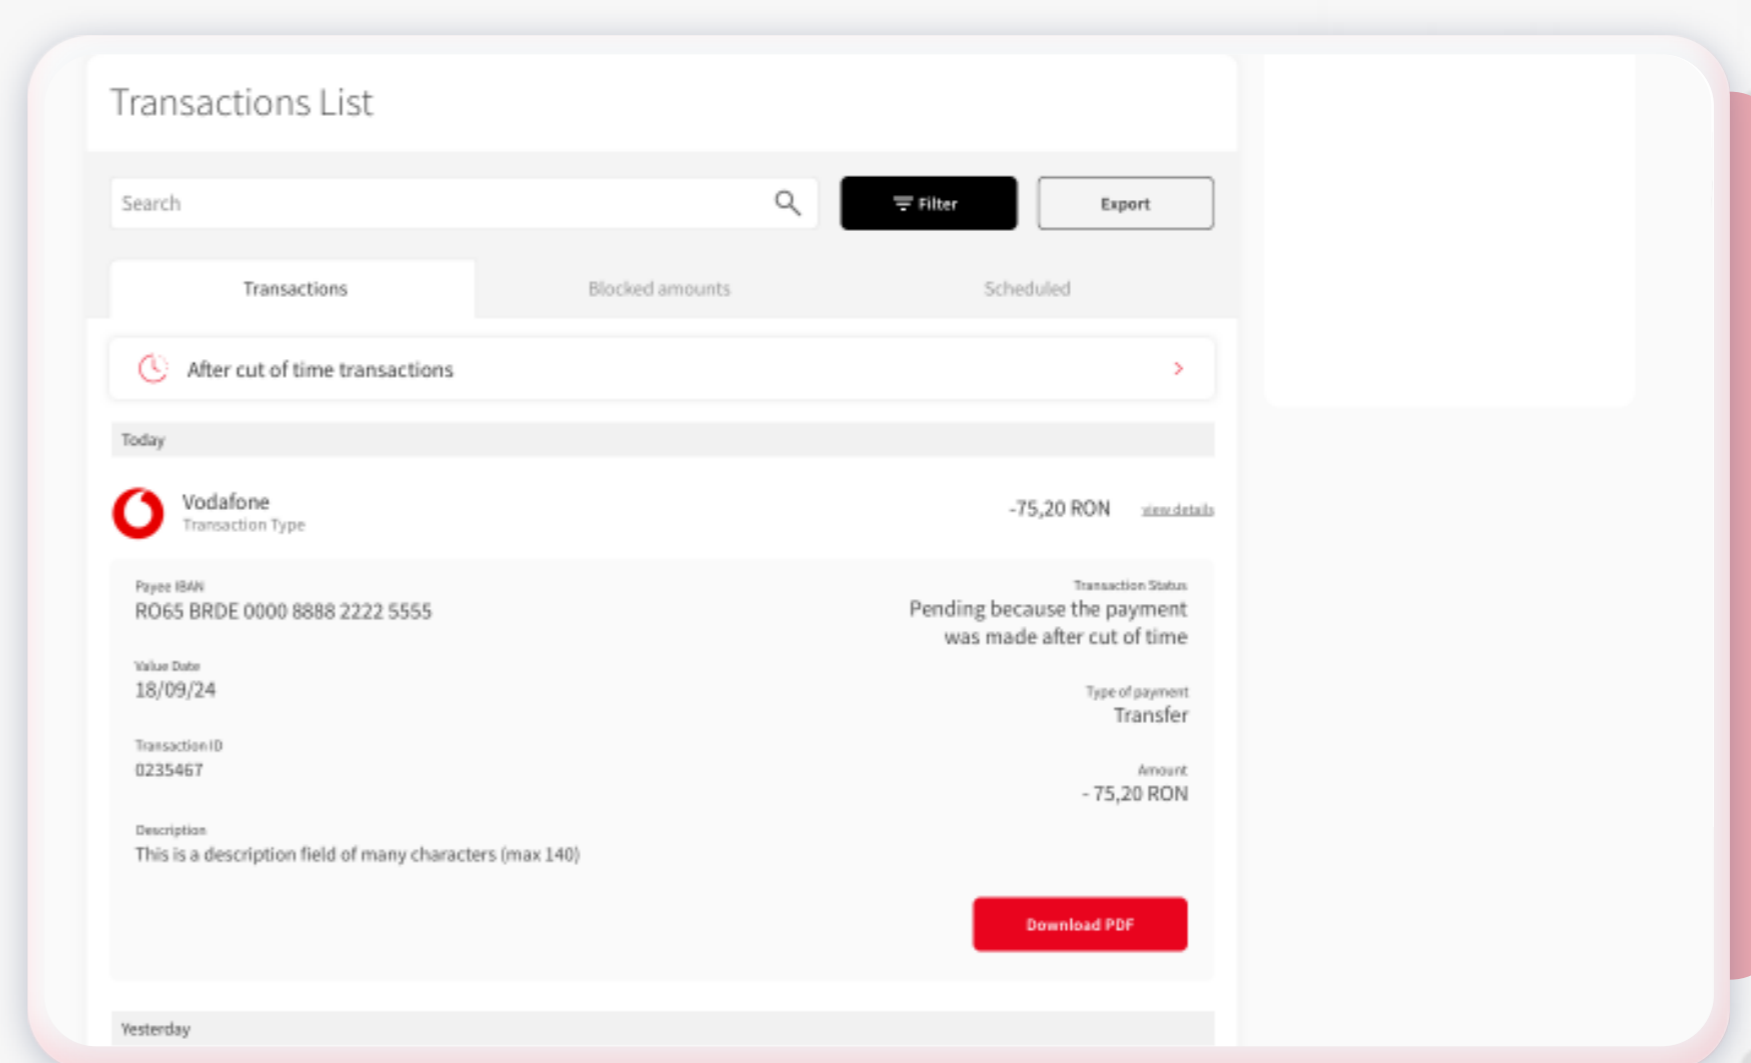 Transactions List
Search
Filter
Export
Transactions
Blocked amounts
Scheduled
After cut of time transactions
Today
Vodafone
Transaction Type
-75,20 RON
view details
Payee IBAN
RO65 BRDE 0000 8888 2222 5555
Value Date
18/09/24
Transaction ID
0235467
Description
This is a description field of many characters (max 140)
Transaction Status
Pending because the payment
was made after cut of time
Type of payment
Transfer
Amount
- 75,20 RON
Download PDF
Yesterday